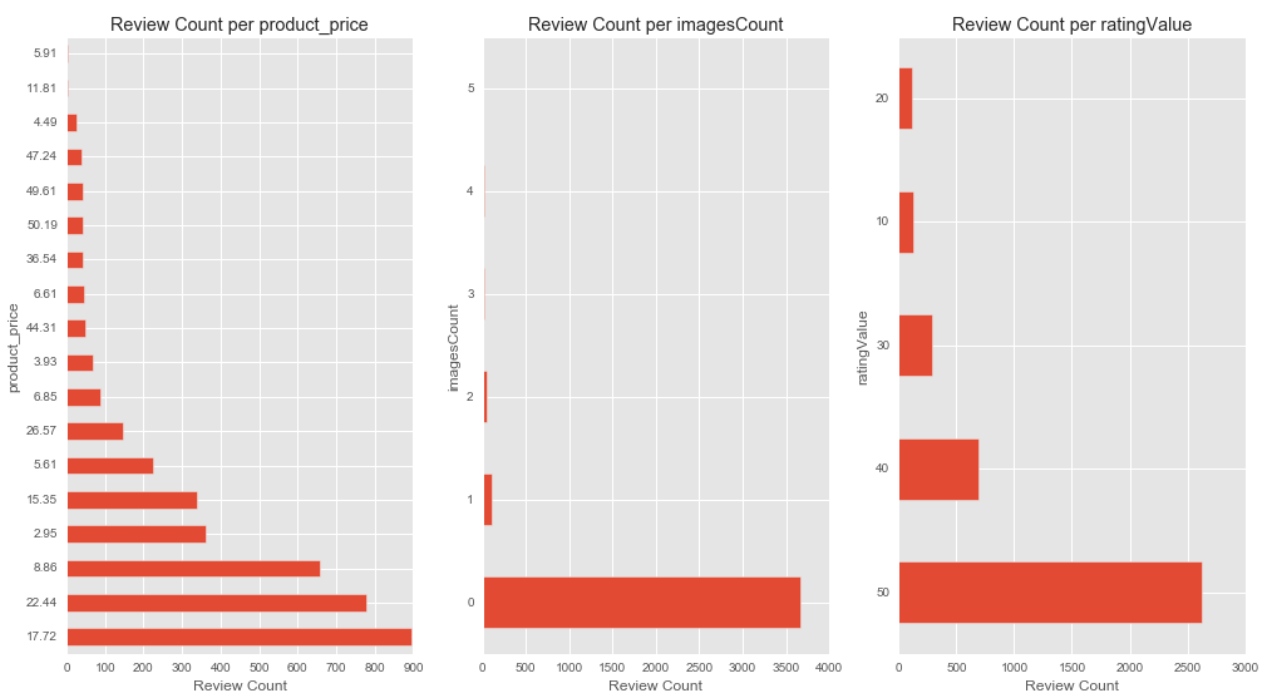 Review Count per product_price
product_price
5.91
11.81
4.49
47.24
49.61
50.19
36.54
6.61
44.31
3.93
6.85
26.57
5.61
15.35
2.95
8.86
22.44
17.72
0 100 200 300 400 500 600 700 800 900
Review Count
Review Count per imagesCount
imagesCount
5
4
3
2
1
0
0 500 1000 1500 2000 2500 3000 3500 4000
Review Count
Review Count per ratingValue
ratingValue
20
10
30
40
50
0 500 1000 1500 2000 2500 3000
Review Count